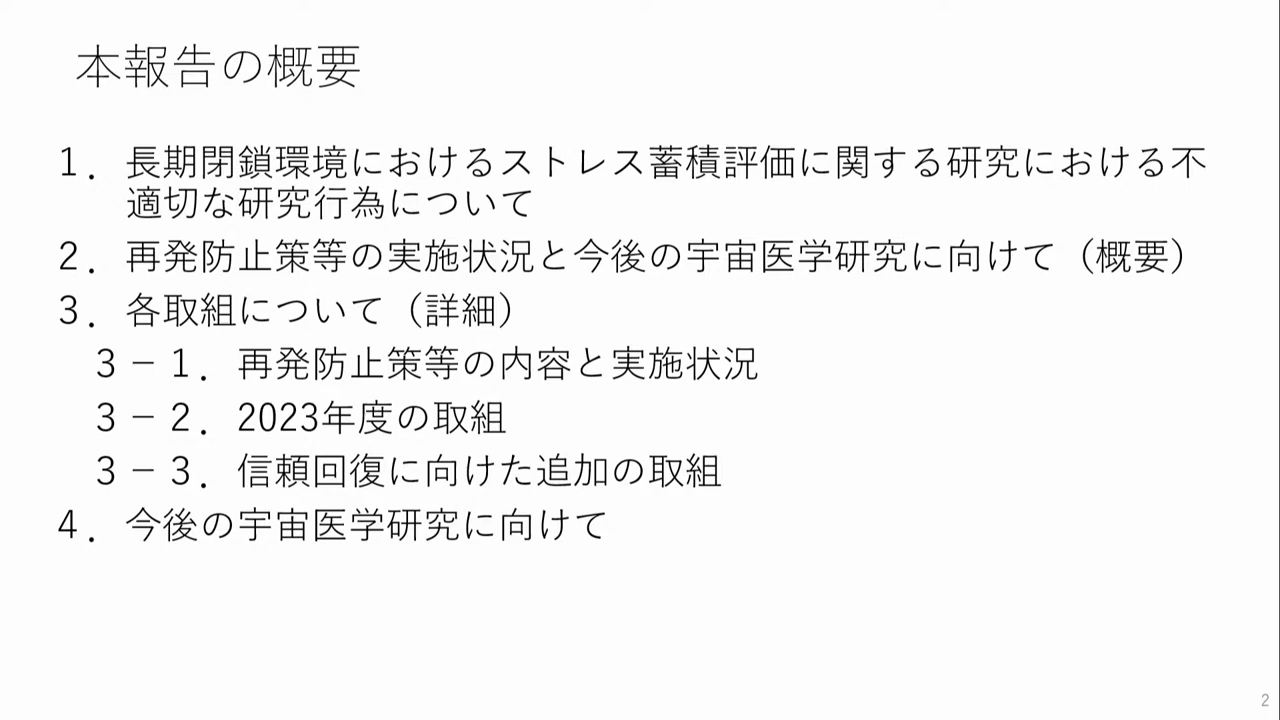 本報告の概要
1．長期閉鎖環境におけるストレス蓄積評価に関する研究における不
適切な研究行為について
2．再発防止策等の実施状況と今後の宇宙医学研究に向けて（概要）
3．各取組について（詳細）
3－1．再発防止策等の内容と実施状況
3－2．2023年度の取組
3－3．信頼回復に向けた追加の取組
4．今後の宇宙医学研究に向けて
2